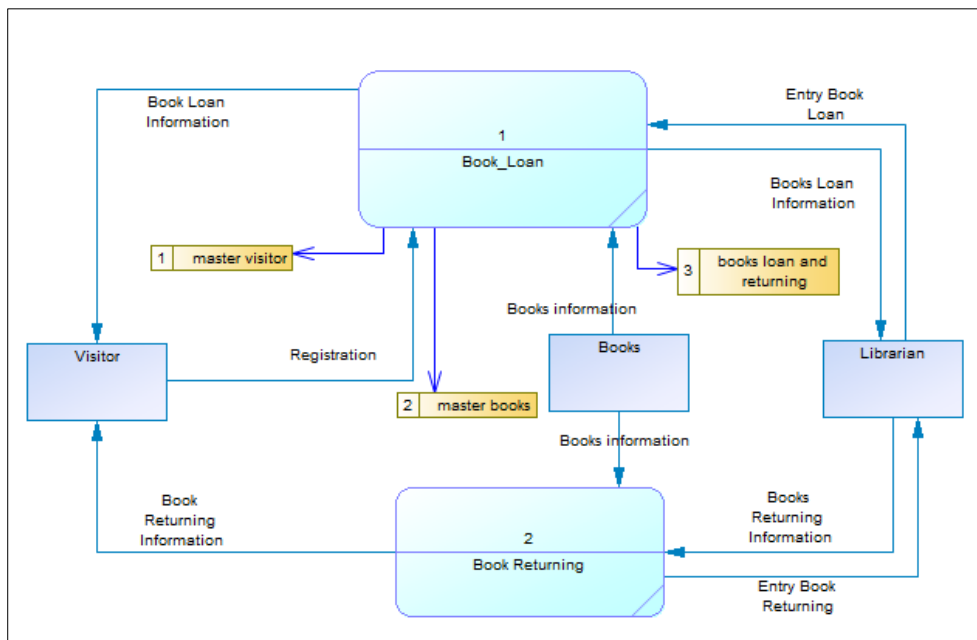 Book Loan
Information
Entry Book
Loan
1
Book_Loan
Books Loan
Information
1 master visitor
3 books loan and
returning
Books information
Visitor
Registration
Books
Librarian
2 master books
Books information
Book
Returning
Information
Books
Returning
Information
2
Book Returning
Entry Book
Returning